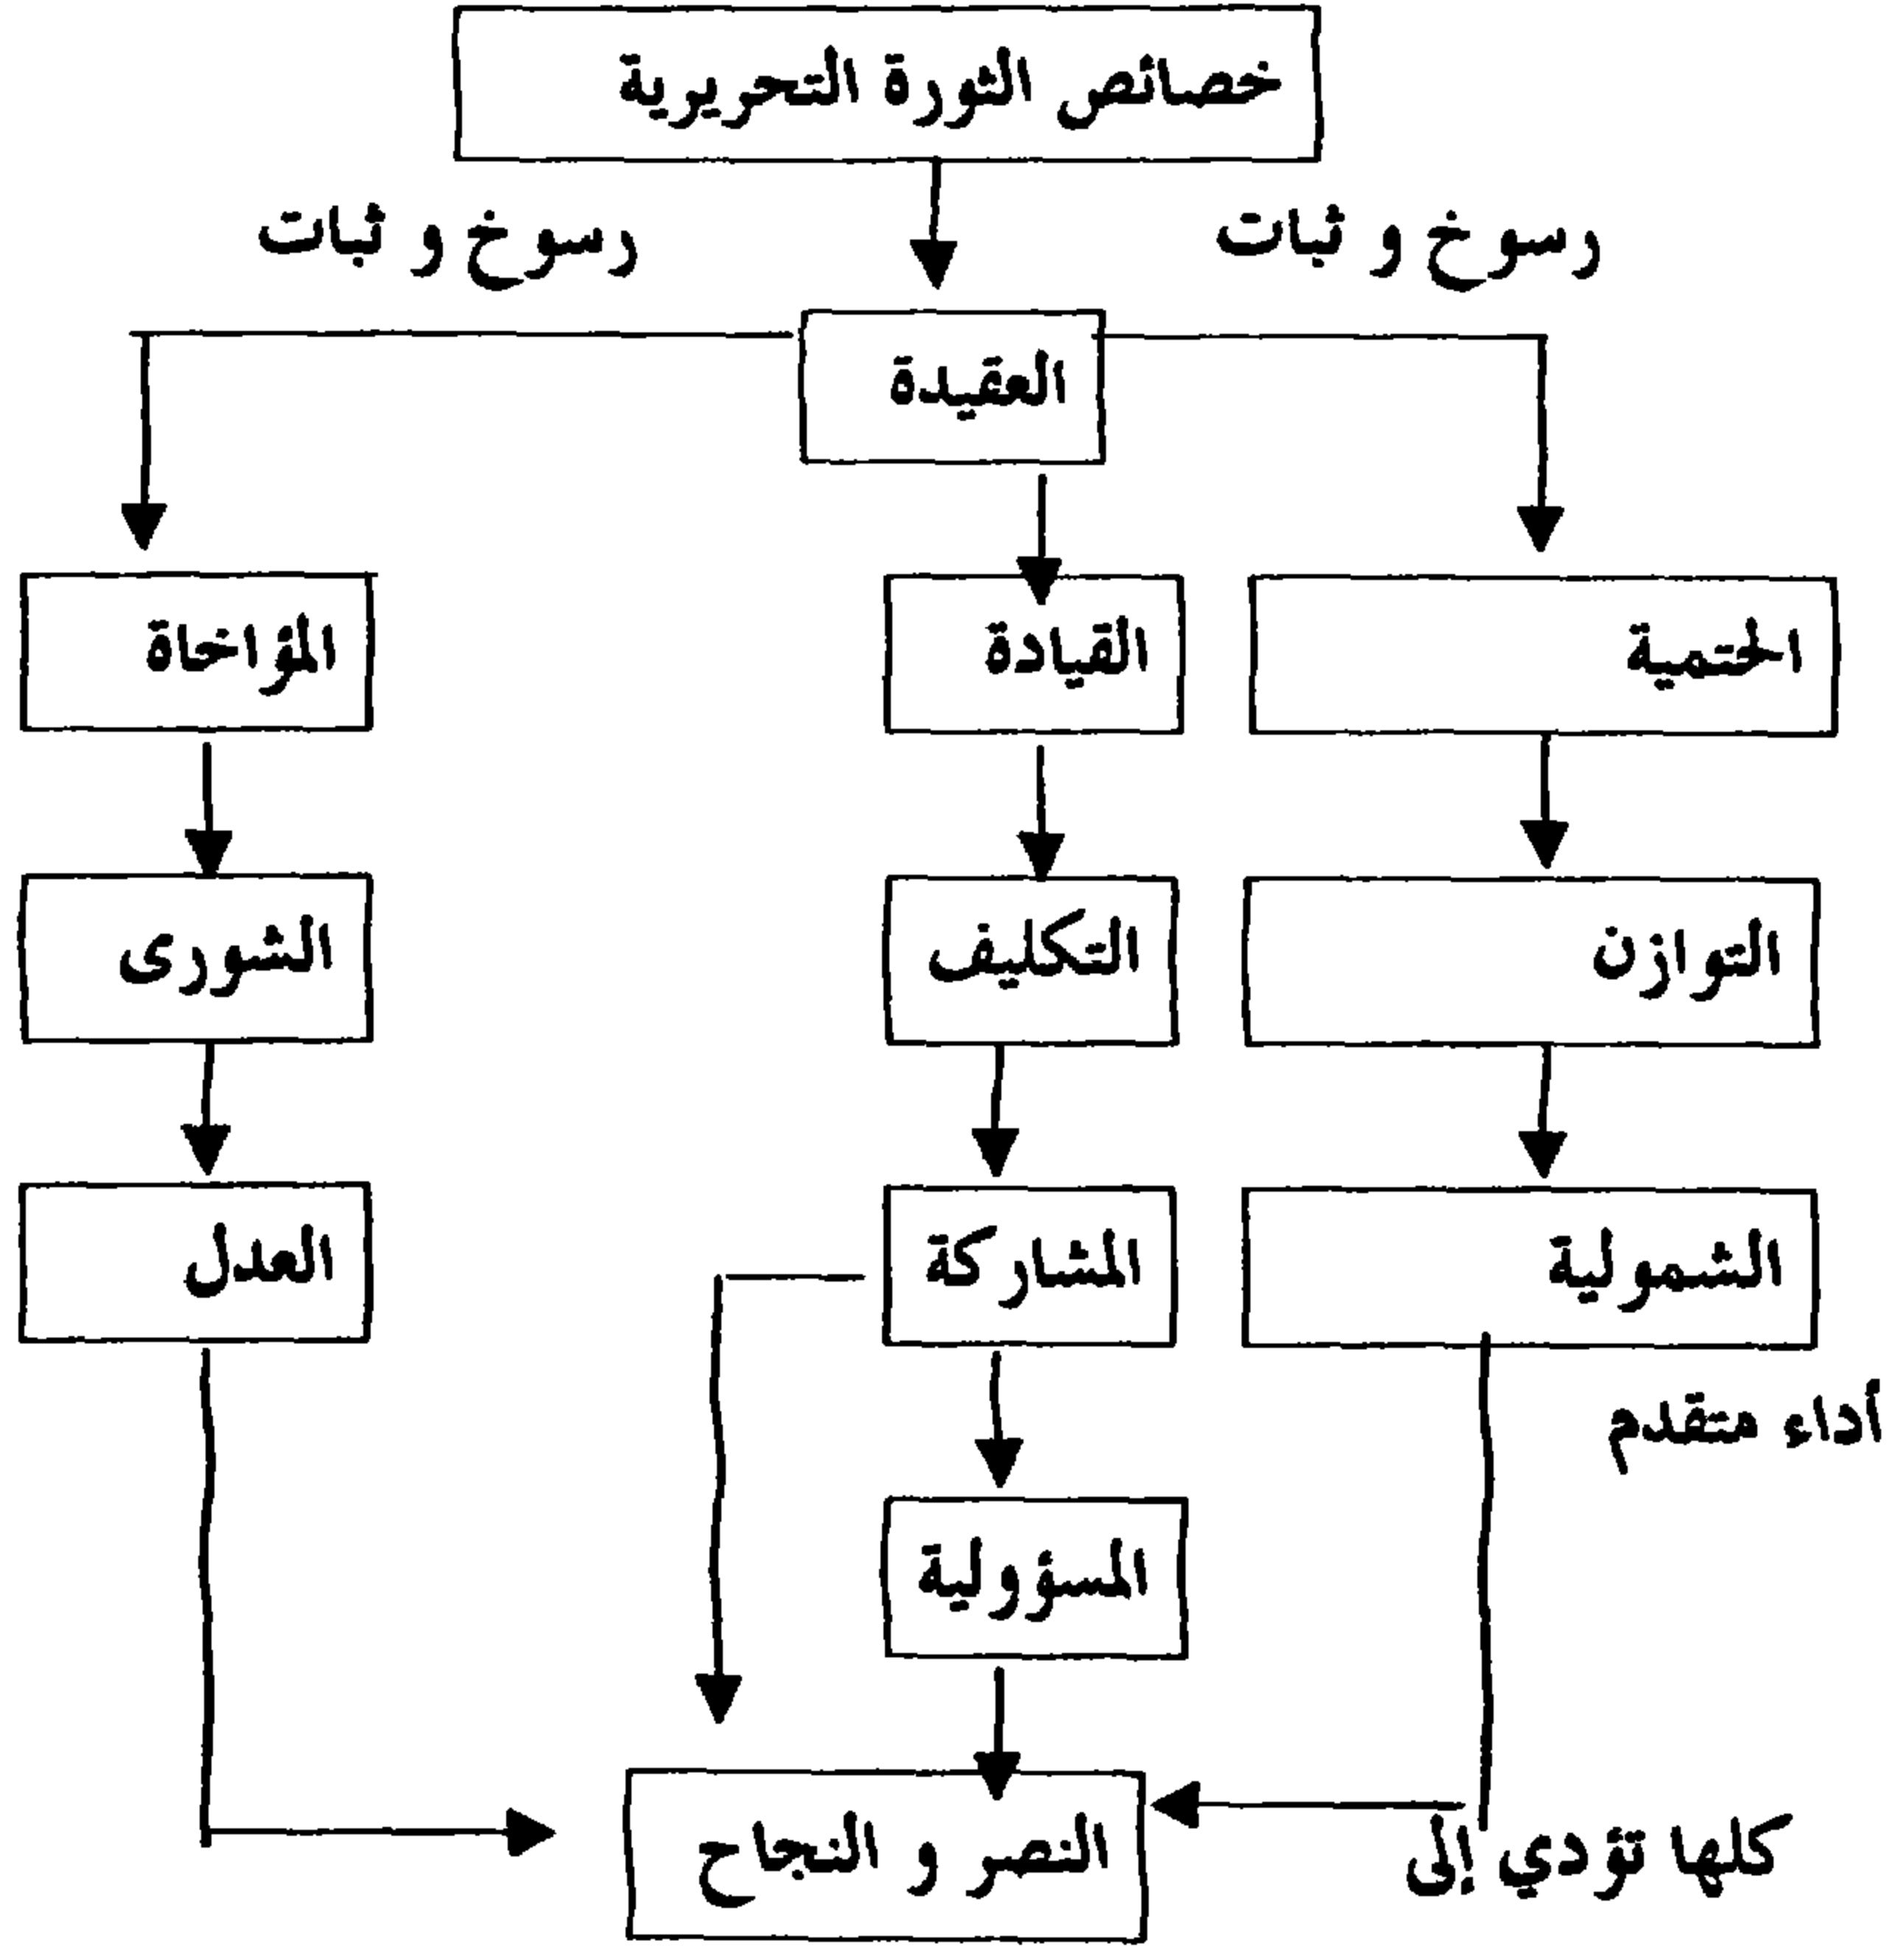 خصائص الثورة التحريرية
رسوخ و ثبات
رسوخ و ثبات
العقيدة
الحتمية
القيادة
المؤاخاة
التوازن
التكليف
الشورى
الشمولية
المشاركة
العدل
أداء متقدم
المسؤولية
كلها تؤدي إلى
النصر و النجاح